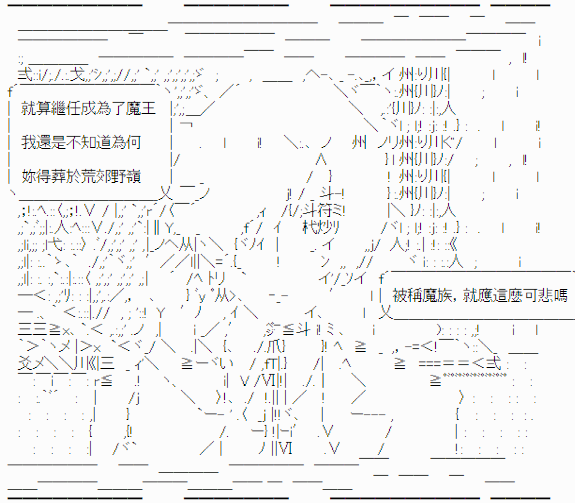 就算繼任成為了魔王
我還是不知道為何
妳得葬於荒郊野嶺
被稱魔族，就應這麼可悲嗎